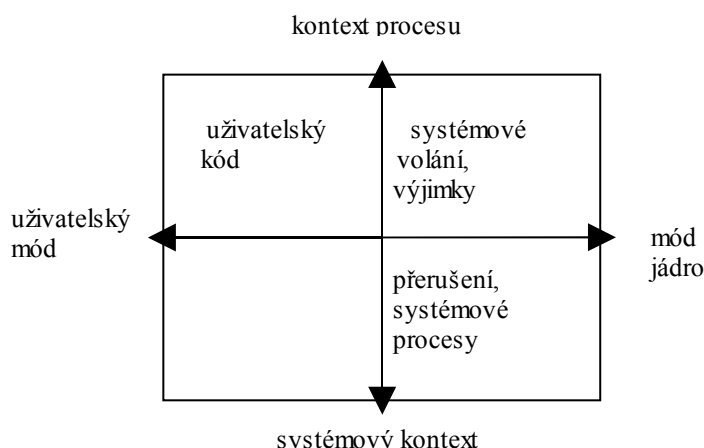 kontext procesu
uživatelský
kód
systémové
volání,
výjimky
uživatelský
mód
mód
jádro
přerušení,
systémové
procesy
systémový kontext